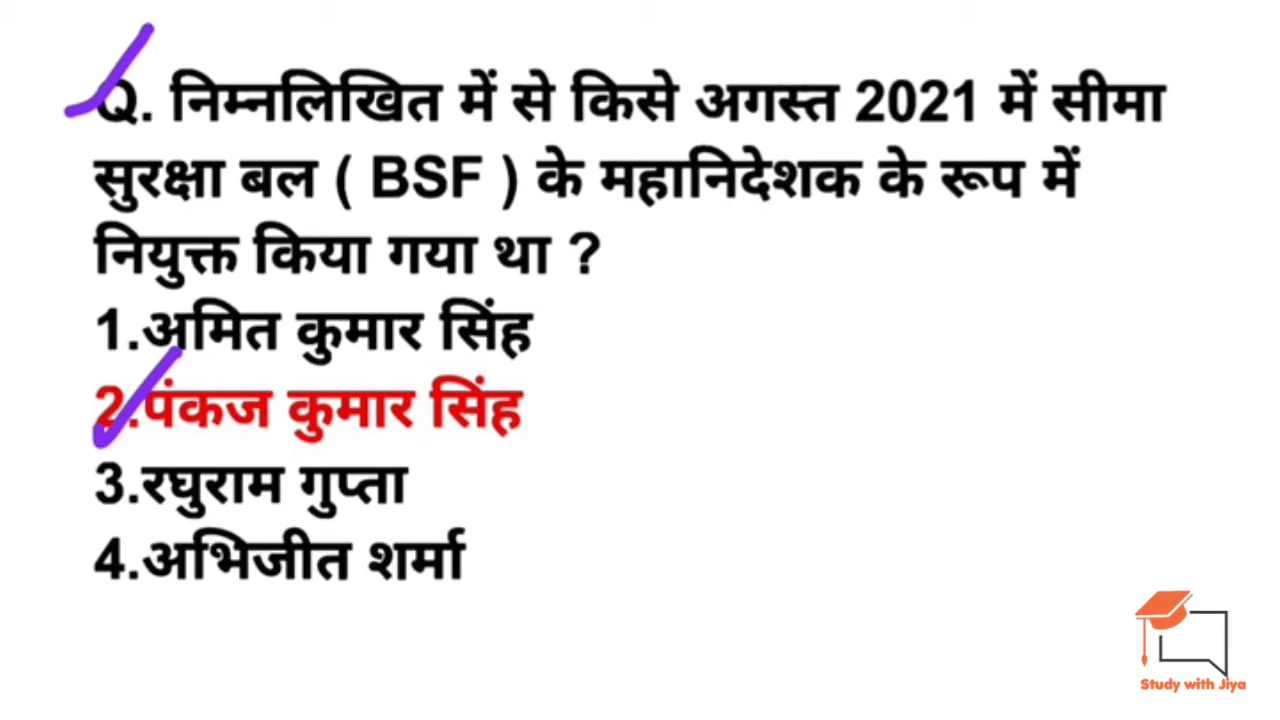 Q. निम्नलिखित में से किसे अगस्त 2021 में सीमा
सुरक्षा बल ( BSF ) के महानिदेशक के रूप में
नियुक्त किया गया था ?
1.अमित कुमार सिंह
2.पंकज कुमार सिंह
3.रघुराम गुप्ता
4.अभिजीत शर्मा
Study with Jiya